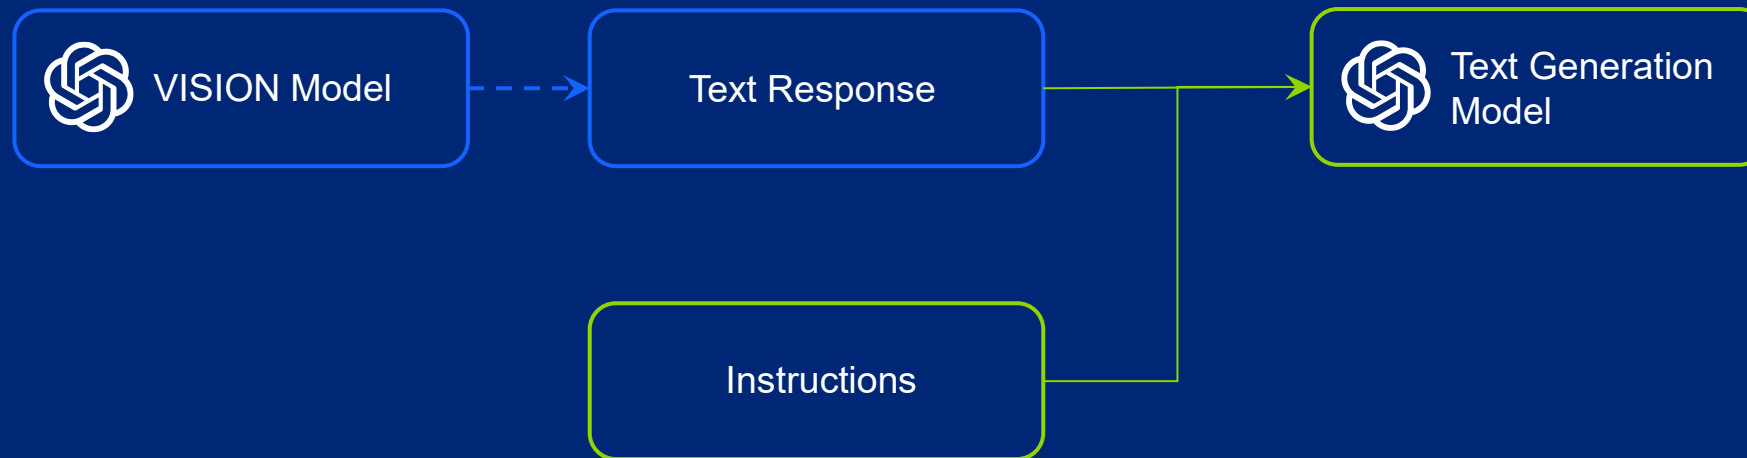 VISION Model
Text Response
Text Generation
Model
Instructions